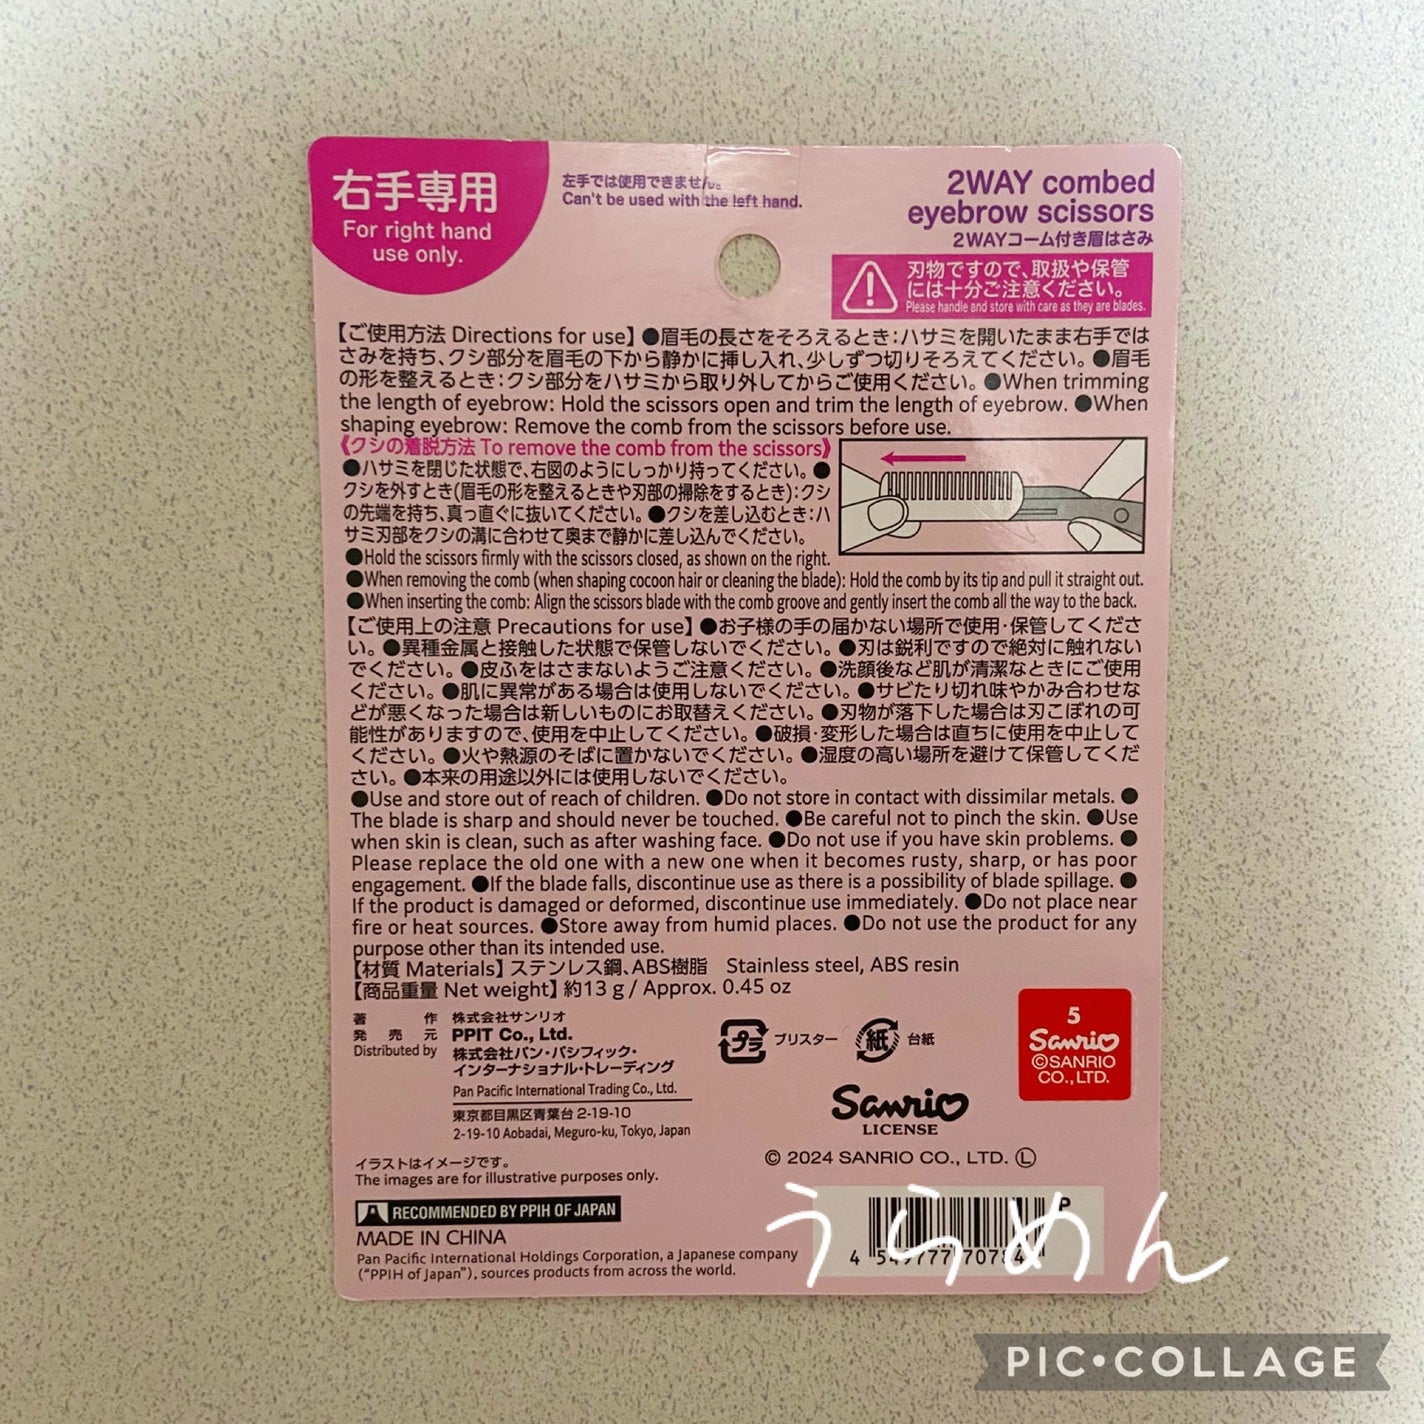 右手専用
For right hand
use only.
左手では使用できません。
Can't be used with the left hand.
2WAY combed
eyebrow scissors
2WAYコーム付き眉はさみ
刃物ですので、取扱や保管
には十分ご注意ください。
Please handle and store with care as they are blades.
【ご使用方法 Directions for use】●眉毛の長さをそろえるとき：ハサミを開いたまま右手では
さみを持ち、クシ部分を眉毛の下から静かに挿し入れ、少しずつ切りそろえてください。●眉毛
の形を整えるとき：クシ部分をハサミから取り外してからご使用ください。●When trimming
the length of eyebrow: Hold the scissors open and trim the length of eyebrow. ●When
shaping eyebrow: Remove the comb from the scissors before use.
《クシの着脱方法 To remove the comb from the scissors》
●ハサミを閉じた状態で、右図のようにしっかり持ってください。●
クシを外すとき(眉毛の形を整えるときや刃部の掃除をするとき)：クシ
の先端を持ち、真っ直ぐに抜いてください。●クシを差し込むとき：ハ
サミ刃部をクシの溝に合わせて奥まで静かに差し込んでください。
●Hold the scissors firmly with the scissors closed, as shown on the right.
●When removing the comb (when shaping cocoon hair or cleaning the blade): Hold the comb by its tip and pull it straight out.
●When inserting the comb: Align the scissors blade with the comb groove and gently insert the comb all the way to the back.
【ご使用上の注意 Precautions for use】●お子様の手の届かない場所で使用・保管してくださ
い。●異種金属と接触した状態で保管しないでください。●刃は鋭利ですので絶対に触れない
でください。●皮ふをはさまないようご注意ください。●洗顔後など肌が清潔なときにご使用
ください。●肌に異常がある場合は使用しないでください。●サビたり切れ味やかみ合わせな
どが悪くなった場合は新しいものにお取替えください。●刃物が落下した場合は刃こぼれの可
能性がありますので、使用を中止してください。●破損・変形した場合は直ちに使用を中止して
ください。●火や熱源のそばに置かないでください。●湿度の高い場所を避けて保管してくだ
さい。●本来の用途以外には使用しないでください。
●Use and store out of reach of children. ●Do not store in contact with dissimilar metals. ●
The blade is sharp and should never be touched. ●Be careful not to pinch the skin. ●Use
when skin is clean, such as after washing face. ●Do not use if you have skin problems. ●
Please replace the old one with a new one when it becomes rusty, sharp, or has poor
engagement. ●If the blade falls, discontinue use as there is a possibility of blade spillage. ●
If the product is damaged or deformed, discontinue use immediately. ●Do not place near
fire or heat sources. ●Store away from humid places. ●Do not use the product for any
purpose other than its intended use.
【材質 Materials】ステンレス鋼、ABS樹脂 Stainless steel, ABS resin
【商品重量 Net weight】約13 g / Approx. 0.45 oz
著作 株式会社サンリオ
発売元 PPIT Co., Ltd.
Distributed by 株式会社パン・パシフィック・
インターナショナル・トレーディング
Pan Pacific International Trading Co., Ltd.
東京都目黒区青葉台 2-19-10
2-19-10 Aobadai, Meguro-ku, Tokyo, Japan
プラ ブリスター 紙 台紙
5
Sanrio
©SANRIO
CO.,LTD.
Sanrio
LICENSE
© 2024 SANRIO CO., LTD. Ⓛ
イラストはイメージです。
The images are for illustrative purposes only.
RECOMMENDED BY PPIH OF JAPAN
MADE IN CHINA
Pan Pacific International Holdings Corporation, a Japanese company
("PPIH of Japan"), sources products from across the world.
P
4 549777 70784
うらめん
PIC•COLLAGE